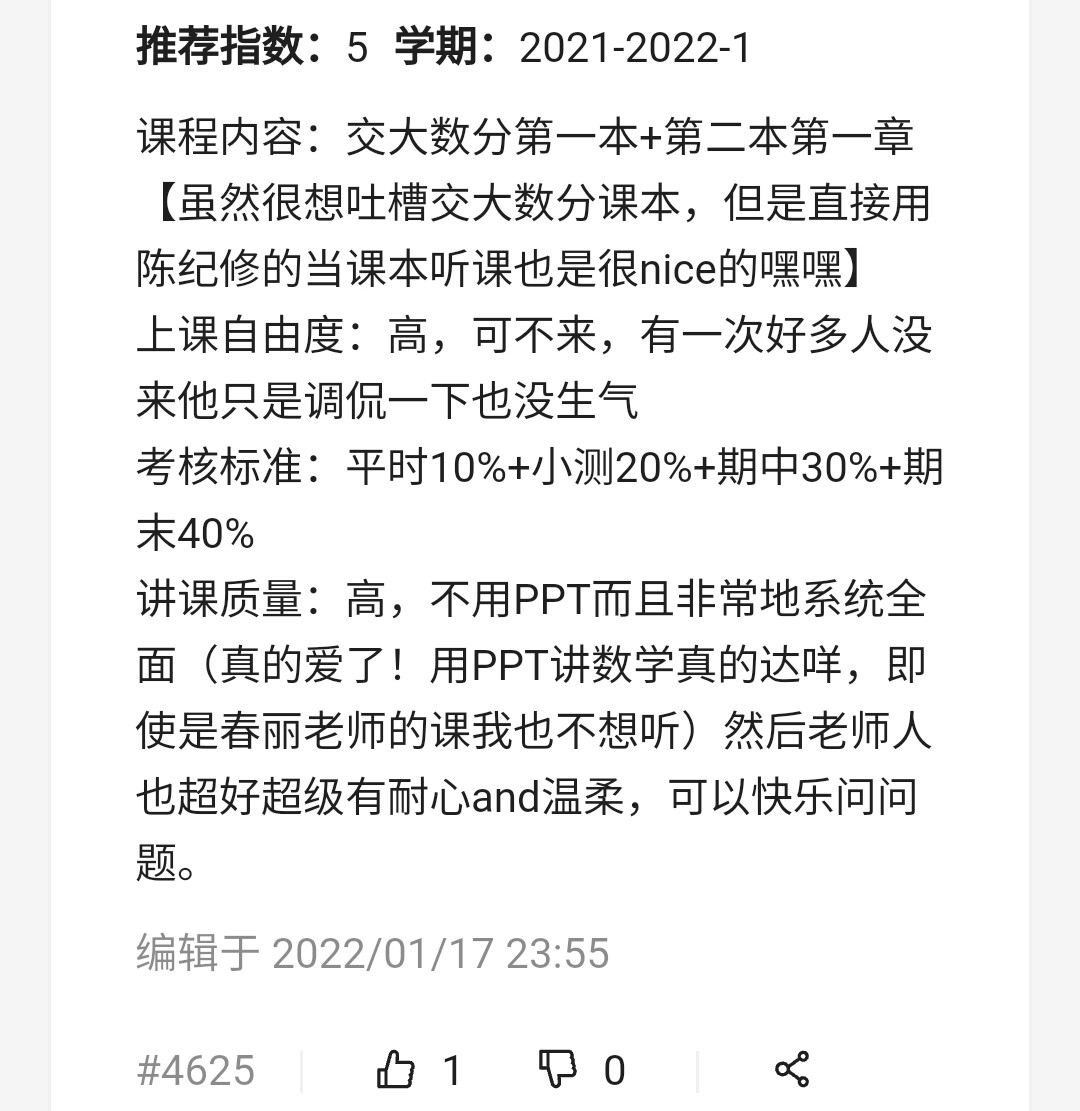 推荐指数：5 学期：2021-2022-1
课程内容：交大数分第一本+第二本第一章
【虽然很想吐槽交大数分课本，但是直接用
陈纪修的当课本听课也是很nice的嘿嘿】
上课自由度：高，可不来，有一次好多人没
来他只是调侃一下也没生气
考核标准：平时10%+小测20%+期中30%+期
末40%
讲课质量：高，不用PPT而且非常地系统全
面（真的爱了！用PPT讲数学真的达咩，即
使是春丽老师的课我也不想听）然后老师人
也超好超级有耐心and温柔，可以快乐问问
题。
编辑于 2022/01/17 23:55
#4625 1 0